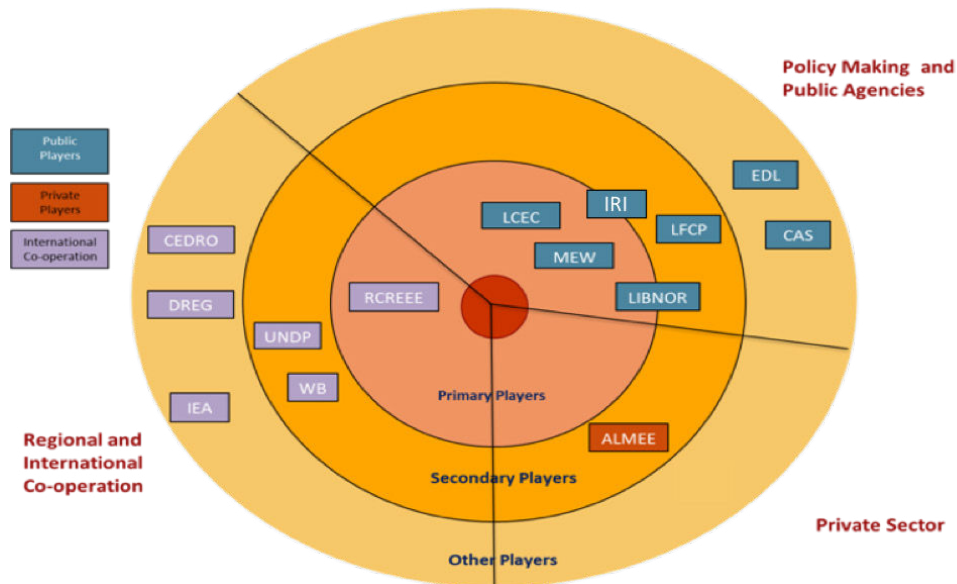 Policy Making and
Public Agencies
Public
Players
Private
Players
International
Co-operation
EDL
IRI
LCEC
LFCP
CAS
CEDRO
MEW
RCREEE
LIBNOR
DREG
UNDP
WB
Primary Players
IEA
ALMEE
Regional and
International
Co-operation
Secondary Players
Private Sector
Other Players